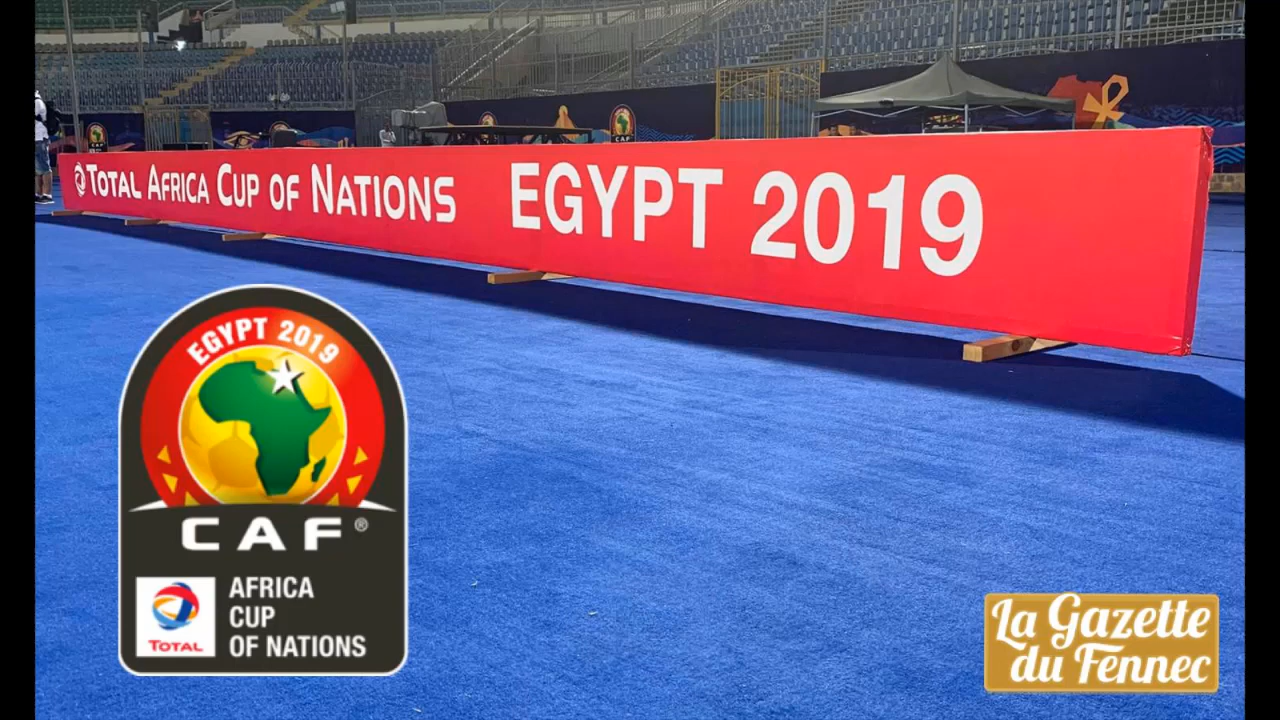 TOTAL AFRICA CUP OF NATIONS EGYPT 2019
EGYPT 2019
CAF®
TOTAL
AFRICA
CUP
OF NATIONS
La Gazette
du Fennec
CAF